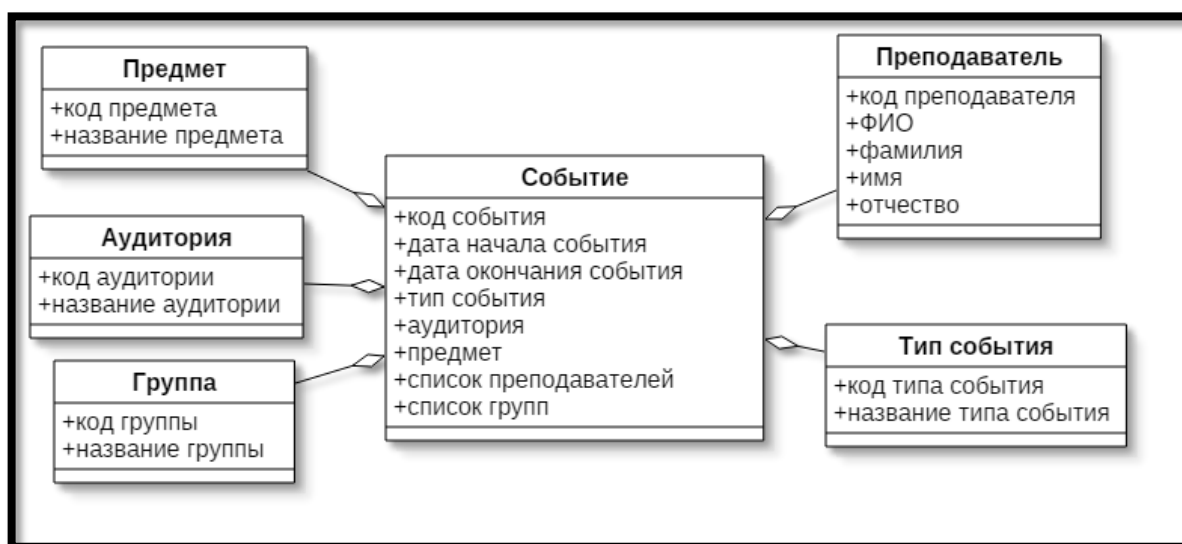 Предмет
+код предмета
+название предмета
Аудитория
+код аудитории
+название аудитории
Группа
+код группы
+название группы
Событие
+код события
+дата начала события
+дата окончания события
+тип события
+аудитория
+предмет
+список преподавателей
+список групп
Преподаватель
+код преподавателя
+ФИО
+фамилия
+имя
+отчество
Тип события
+код типа события
+название типа события